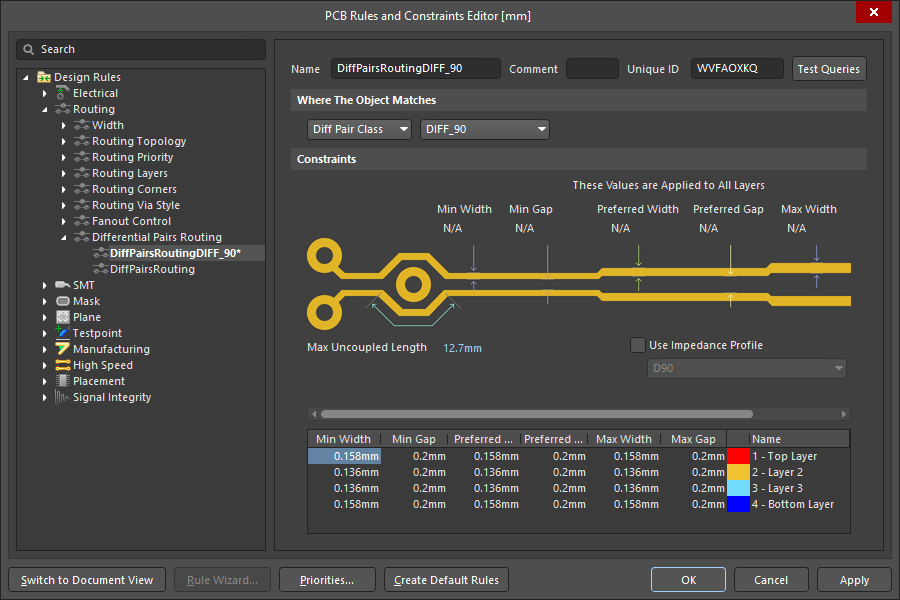 PCB Rules and Constraints Editor [mm]
Search
Design Rules
Electrical
Routing
Width
Routing Topology
Routing Priority
Routing Layers
Routing Corners
Routing Via Style
Fanout Control
Differential Pairs Routing
DiffPairsRoutingDIFF_90*
DiffPairsRouting
SMT
Mask
Plane
Testpoint
Manufacturing
High Speed
Placement
Signal Integrity
Name DiffPairsRoutingDIFF_90 Comment Unique ID WVFAOXKQ Test Queries
Where The Object Matches
Diff Pair Class DIFF_90
Constraints
These Values are Applied to All Layers
Min Width Min Gap Preferred Width Preferred Gap Max Width
N/A N/A N/A N/A N/A
Max Uncoupled Length 12.7mm
Use Impedance Profile
D90
Min Width Min Gap Preferred ... Preferred ... Max Width Max Gap Name
0.158mm 0.2mm 0.158mm 0.2mm 0.158mm 0.2mm 1 - Top Layer
0.136mm 0.2mm 0.136mm 0.2mm 0.136mm 0.2mm 2 - Layer 2
0.136mm 0.2mm 0.136mm 0.2mm 0.136mm 0.2mm 3 - Layer 3
0.158mm 0.2mm 0.158mm 0.2mm 0.158mm 0.2mm 4 - Bottom Layer
Switch to Document View Rule Wizard... Priorities... Create Default Rules OK Cancel Apply